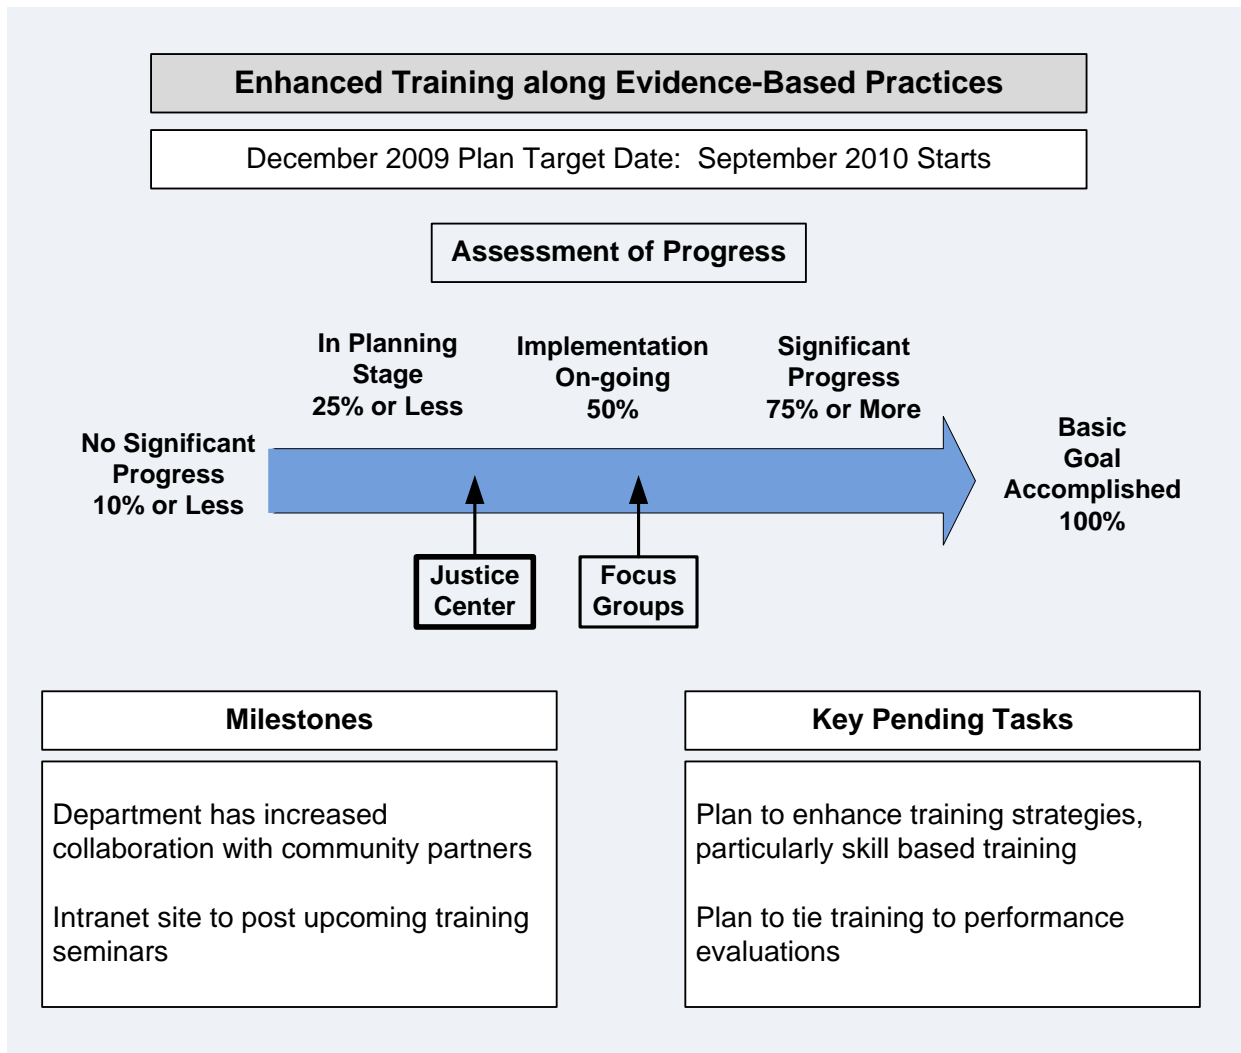 Enhanced Training along Evidence-Based Practices
December 2009 Plan Target Date:  September 2010 Starts
Assessment of Progress
No Significant
Progress
10% or Less
In Planning
Stage
25% or Less
Implementation
On-going
50%
Significant
Progress
75% or More
Basic
Goal
Accomplished
100%
Justice
Center
Focus
Groups
Milestones
Department has increased
collaboration with community partners
Intranet site to post upcoming training
seminars
Key Pending Tasks
Plan to enhance training strategies,
particularly skill based training
Plan to tie training to performance
evaluations